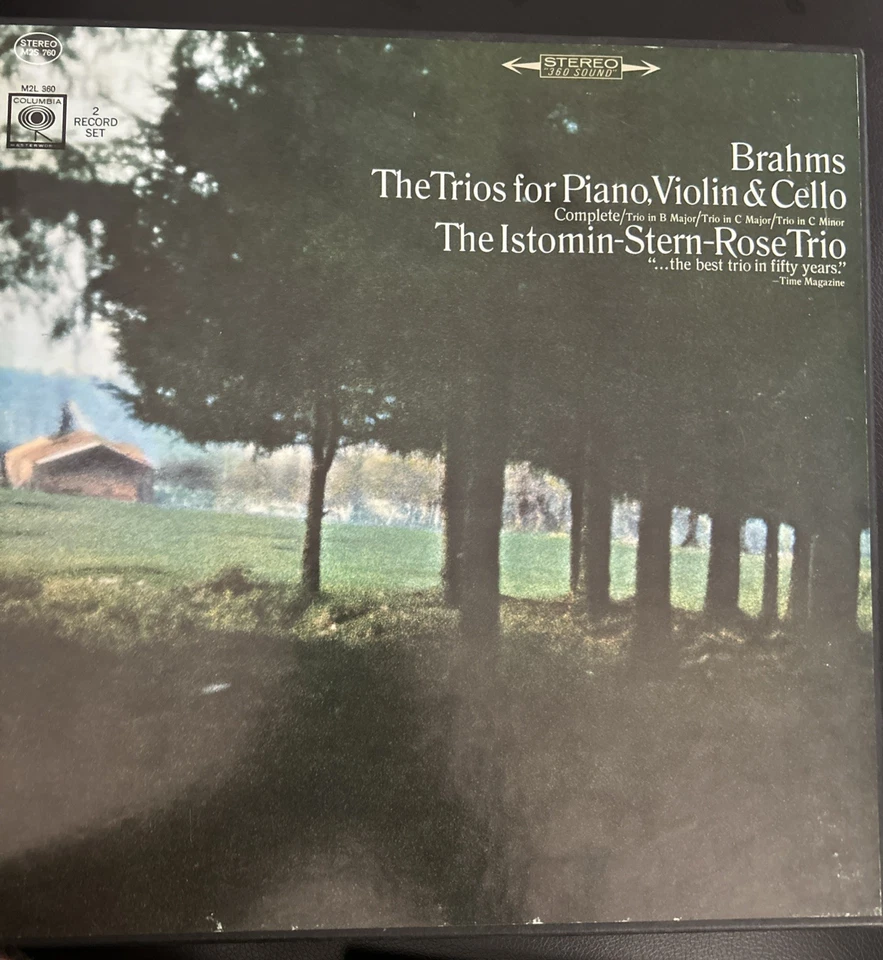 STEREO
M2S 760
M2L 360
COLUMBIA
MASTERWORKS
2
RECORD
SET
STEREO
"360 SOUND"
Brahms
The Trios for Piano, Violin & Cello
Complete/Trio in B Major/Trio in C Major/Trio in C Minor
The Istomin-Stern-Rose Trio
“...the best trio in fifty years.”
—Time Magazine